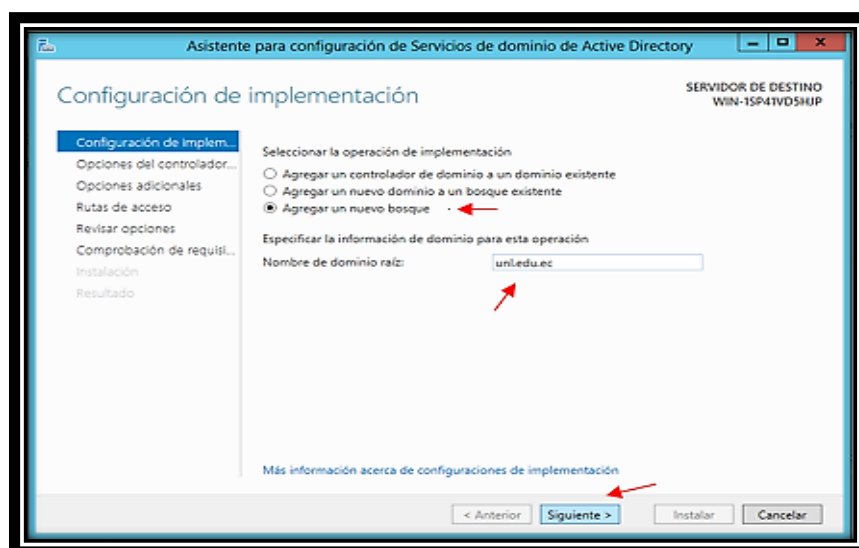 Asistente para configuración de Servicios de dominio de Active Directory
Configuración de implementación
SERVIDOR DE DESTINO
WIN-1SP41VD5HJP
Configuración de implem...
Opciones del controlador...
Opciones adicionales
Rutas de acceso
Revisar opciones
Comprobación de requisi...
Instalación
Resultado
Seleccionar la operación de implementación
Agregar un controlador de dominio a un dominio existente
Agregar un nuevo dominio a un bosque existente
Agregar un nuevo bosque
Especificar la información de dominio para esta operación
Nombre de dominio raíz:
unl.edu.ec
Más información acerca de configuraciones de implementación
< Anterior
Siguiente >
Instalar
Cancelar